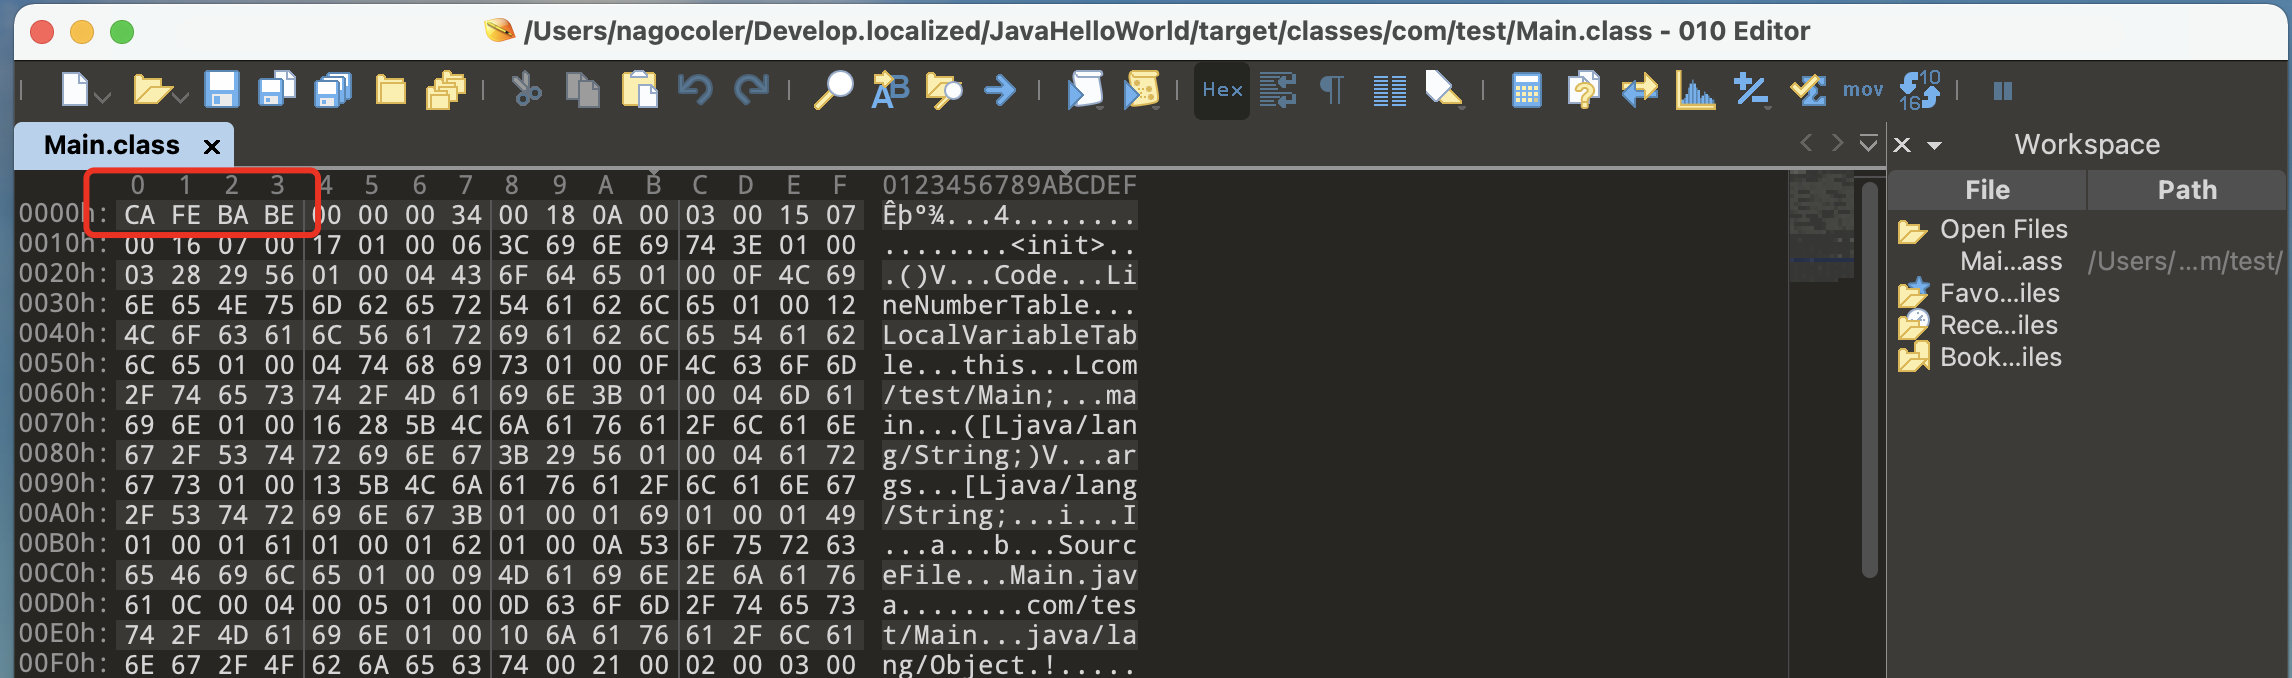 /Users/nagocoler/Develop.localized/JavaHelloWorld/target/classes/com/test/Main.class - 010 Editor
Hex mov 10 16
Main.class x
Workspace
File Path
Open Files
Mai...ass /Users/ ...m/test/
Favo...iles
Rece...iles
Book...iles
0 1 2 3 4 5 6 7 8 9 A B C D E F 0123456789ABCDEF
0000h: CA FE BA BE 00 00 00 34 00 18 0A 00 03 00 15 07 Êþº¾...4........
0010h: 00 16 07 00 17 01 00 06 3C 69 6E 69 74 3E 01 00 ........<init>..
0020h: 03 28 29 56 01 00 04 43 6F 64 65 01 00 0F 4C 69 .()V...Code...Li
0030h: 6E 65 4E 75 6D 62 65 72 54 61 62 6C 65 01 00 12 neNumberTable...
0040h: 4C 6F 63 61 6C 56 61 72 69 61 62 6C 65 54 61 62 LocalVariableTab
0050h: 6C 65 01 00 04 74 68 69 73 01 00 0F 4C 63 6F 6D le...this...Lcom
0060h: 2F 74 65 73 74 2F 4D 61 69 6E 3B 01 00 04 6D 61 /test/Main;...ma
0070h: 69 6E 01 00 16 28 5B 4C 6A 61 76 61 2F 6C 61 6E in...([Ljava/lan
0080h: 67 2F 53 74 72 69 6E 67 3B 29 56 01 00 04 61 72 g/String;)V...ar
0090h: 67 73 01 00 13 5B 4C 6A 61 76 61 2F 6C 61 6E 67 gs...[Ljava/lang
00A0h: 2F 53 74 72 69 6E 67 3B 01 00 01 69 01 00 01 49 /String;...i...I
00B0h: 01 00 01 61 01 00 01 62 01 00 0A 53 6F 75 72 63 ...a...b...Sourc
00C0h: 65 46 69 6C 65 01 00 09 4D 61 69 6E 2E 6A 61 76 eFile...Main.jav
00D0h: 61 0C 00 04 00 05 01 00 0D 63 6F 6D 2F 74 65 73 a........com/tes
00E0h: 74 2F 4D 61 69 6E 01 00 10 6A 61 76 61 2F 6C 61 t/Main...java/la
00F0h: 6E 67 2F 4F 62 6A 65 63 74 00 21 00 02 00 03 00 ng/Object.!.....